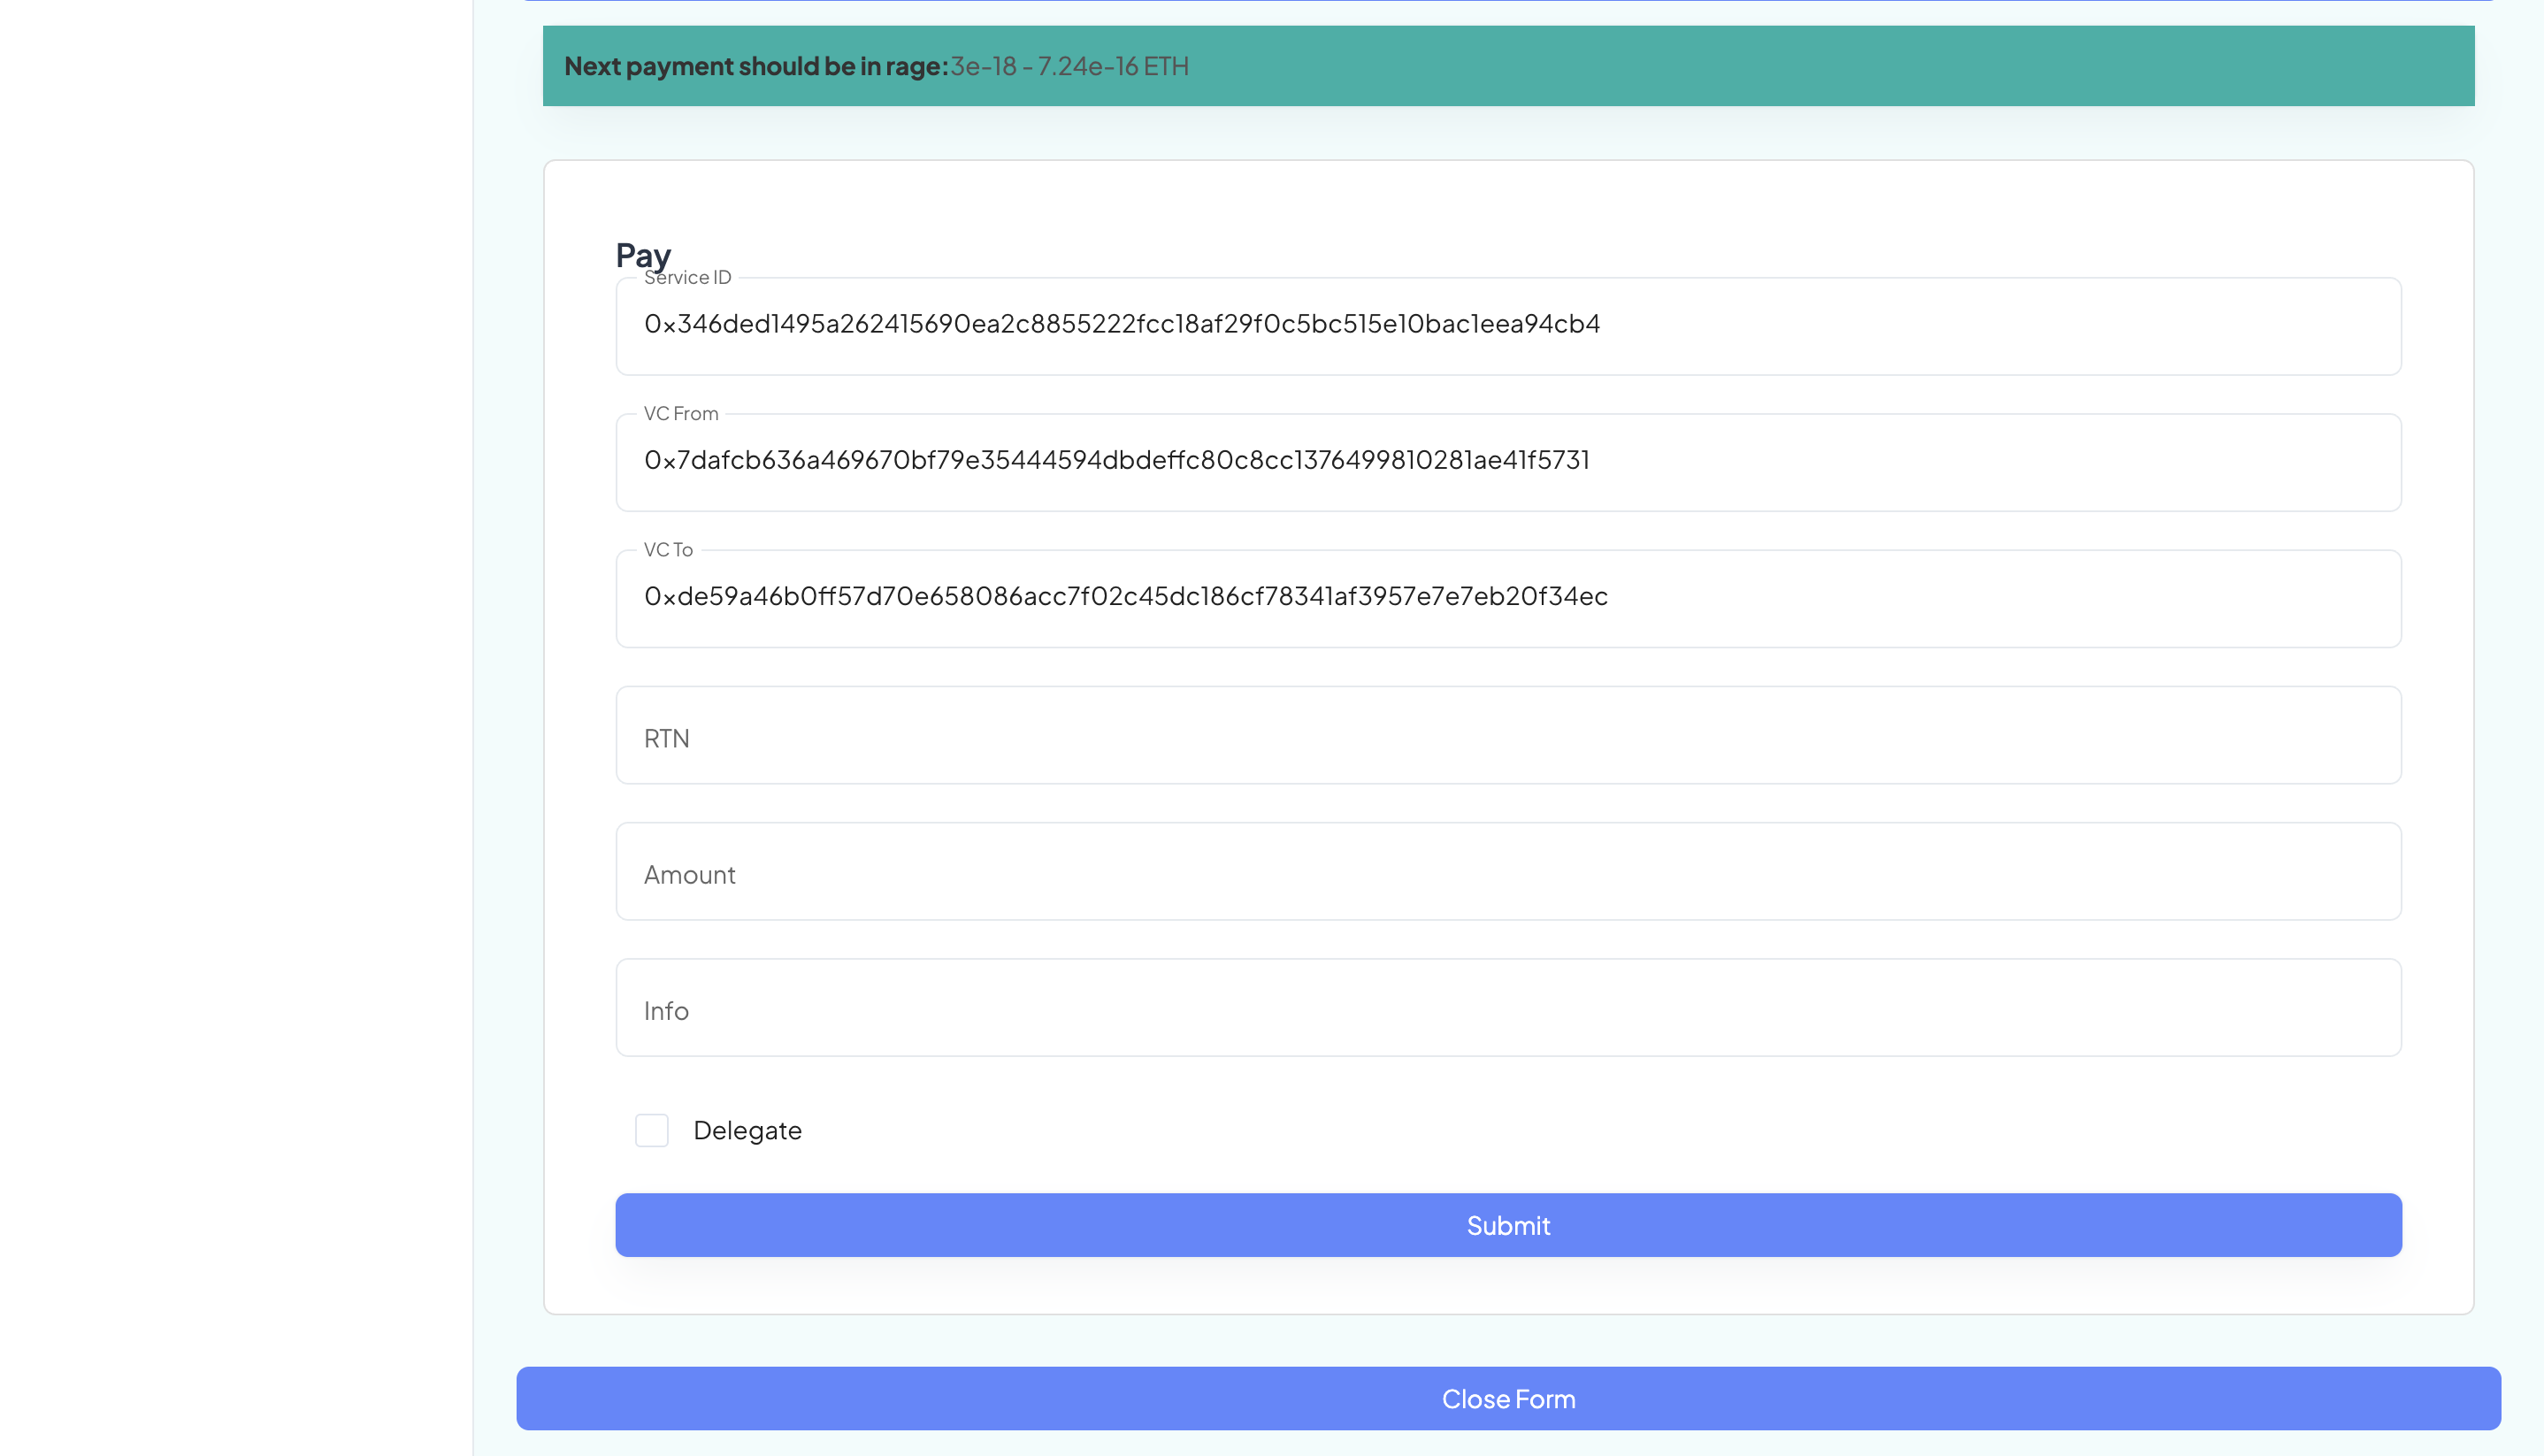 Next payment should be in rage:3e-18 - 7.24e-16 ETH
Pay
Service ID
0x346ded1495a262415690ea2c8855222fcc18af29f0c5bc515e10bac1eea94cb4
VC From
0x7dafcb636a469670bf79e35444594dbdeffc80c8cc1376499810281ae41f5731
VC To
0xde59a46b0ff57d70e658086acc7f02c45dc186cf78341af3957e7e7eb20f34ec
RTN
Amount
Info
Delegate
Submit
Close Form